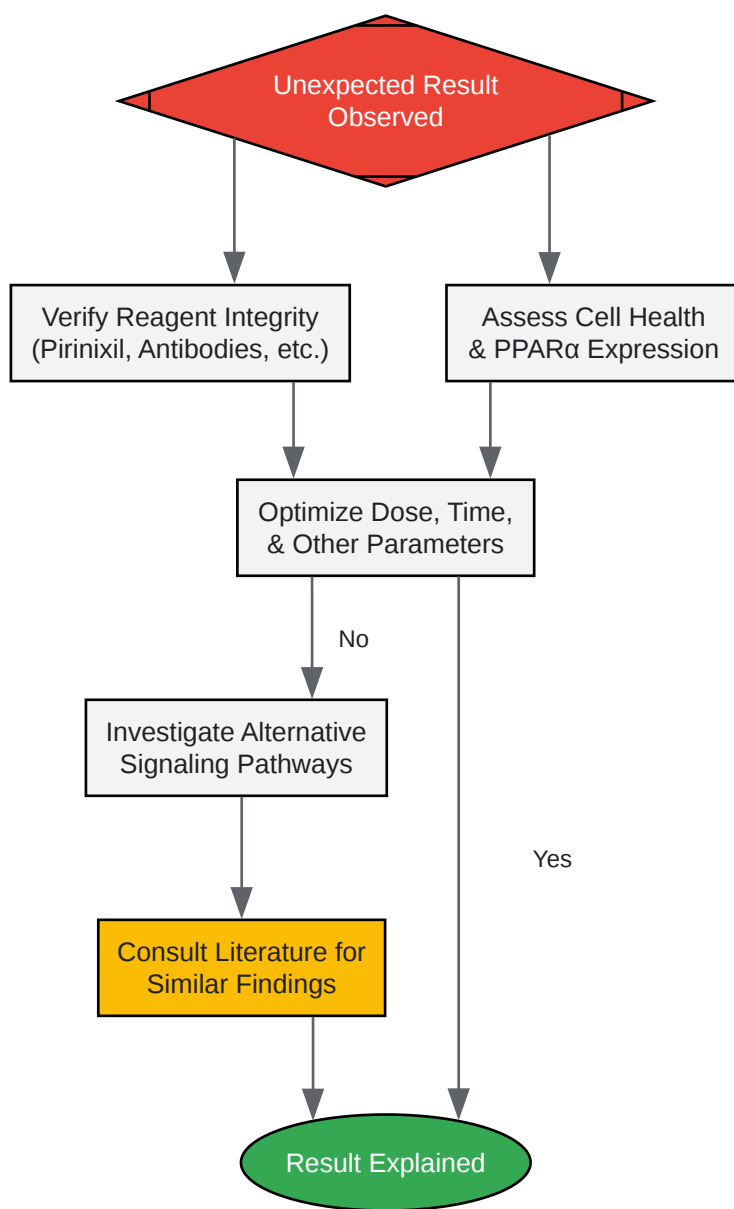 Unexpected Result
Observed
Verify Reagent Integrity
(Pirinixil, Antibodies, etc.)
Assess Cell Health
& PPARα Expression
Optimize Dose, Time,
& Other Parameters
No
Investigate Alternative
Signaling Pathways
Yes
Consult Literature for
Similar Findings
Result Explained